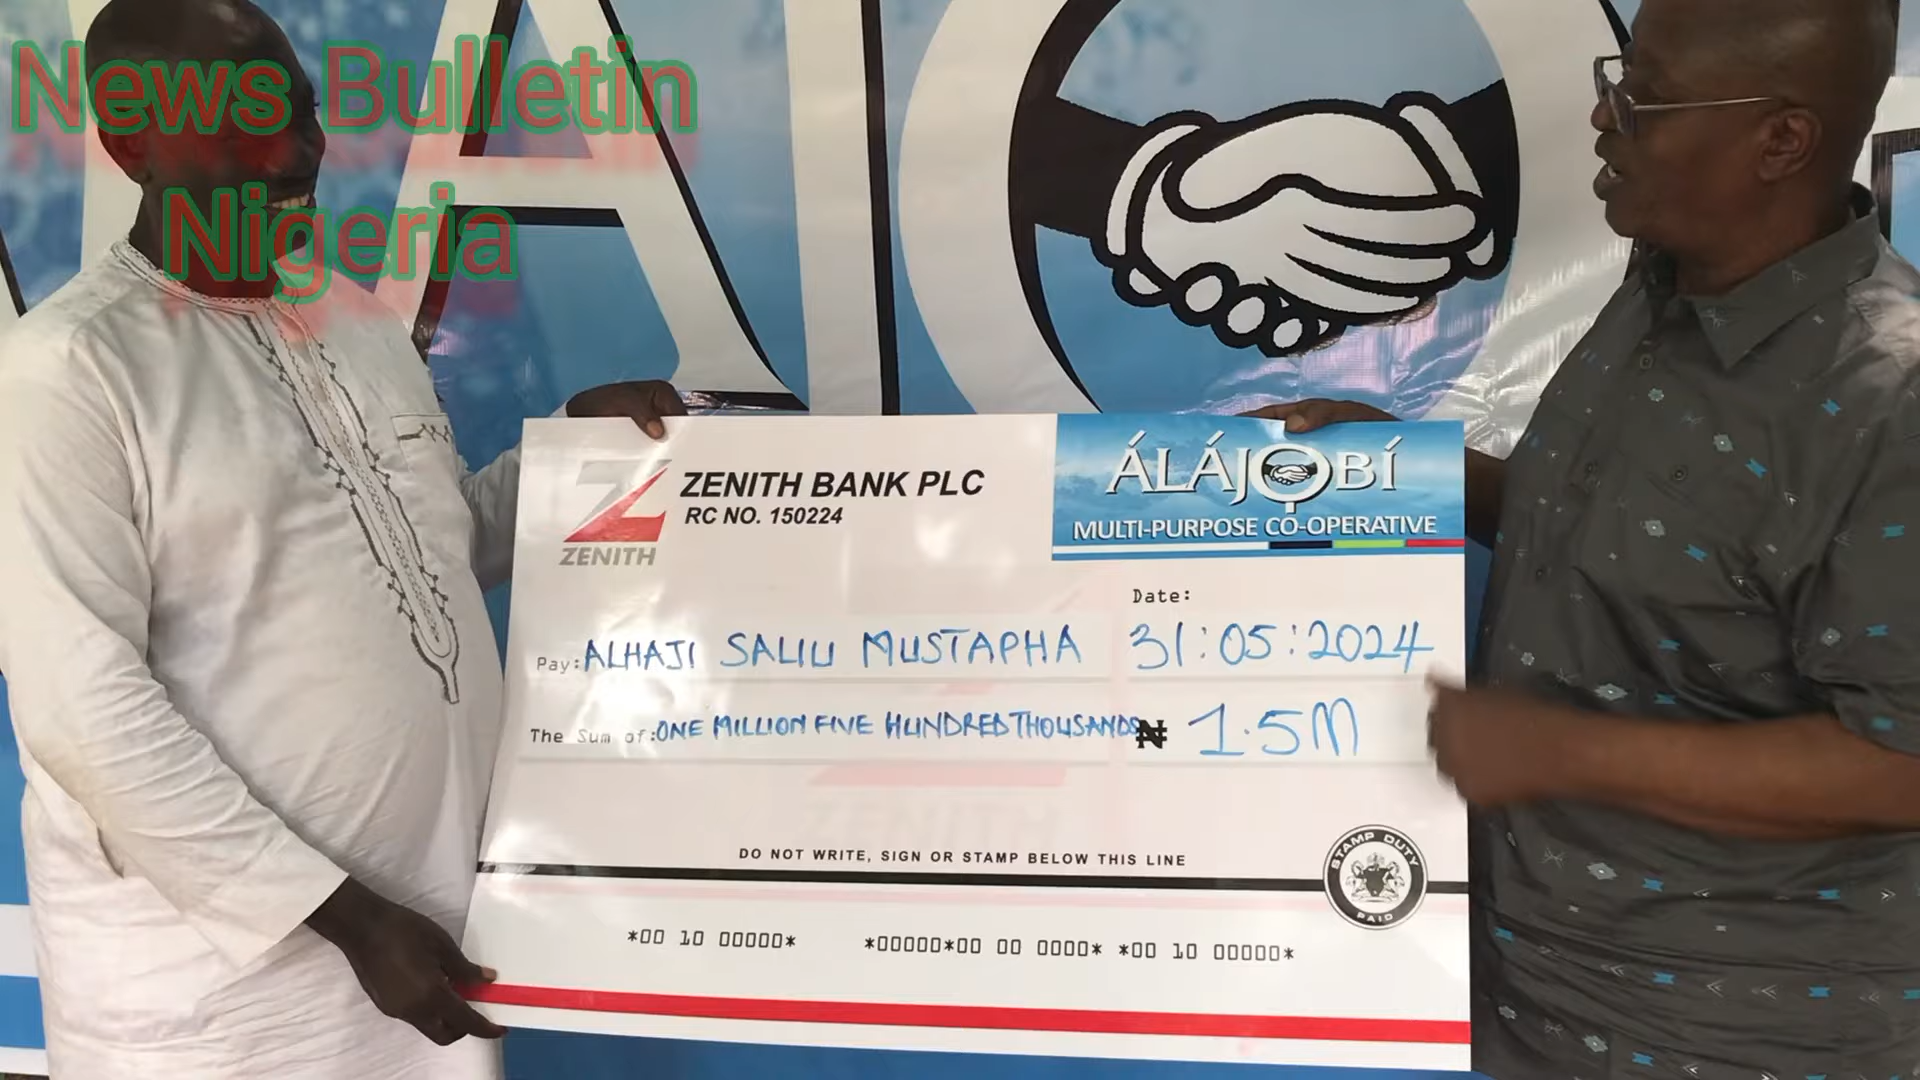 News Bulletin
Nigeria
ZENITH
ZENITH BANK PLC
RC NO. 150224
ÁLÁJOBÍ
MULTI-PURPOSE CO-OPERATIVE
Date:
Pay: ALHAJI SALIU MUSTAPHA 31:05:2024
The Sum of: ONE MILLION FIVE HUNDRED THOUSANDS ₦ 1.5M
ZENITH
DO NOT WRITE, SIGN OR STAMP BELOW THIS LINE
STAMP DUTY
PAID
*00 10 00000* *00000*00 00 0000* *00 10 00000*